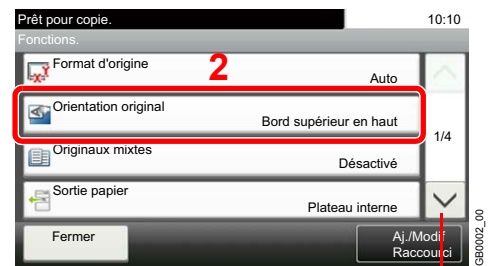 Prêt pour copie. 10:10
Fonctions.
Format d'origine
2
Auto
Orientation original
Bord supérieur en haut
1/4
Originaux mixtes
Désactivé
Sortie papier
Plateau interne
Fermer
Aj./Modif
Raccourci
GB0002_00